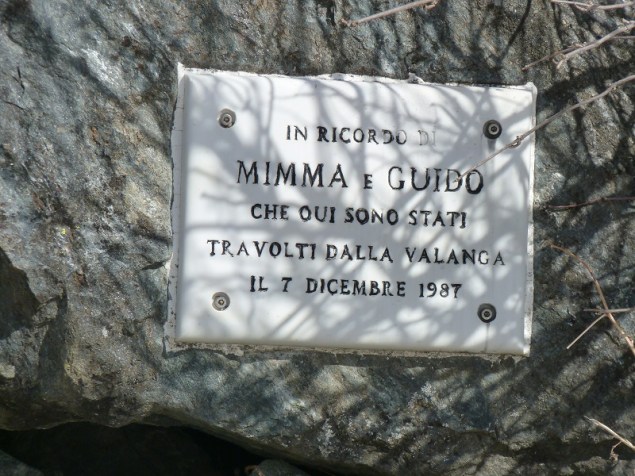 IN RICORDO DI
MIMMA E GUIDO
CHE QUI SONO STATI
TRAVOLTI DALLA VALANGA
IL 7 DICEMBRE 1987